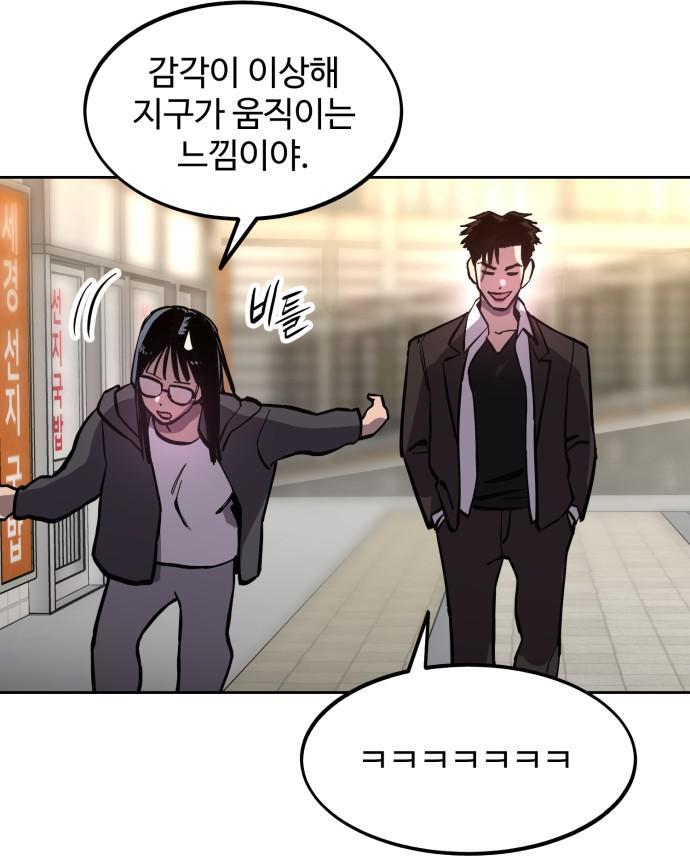 감각이 이상해
지구가 움직이는
느낌이야.
세경 선지 국밥
선지국밥
비틀
ㅋㅋㅋㅋㅋㅋㅋ